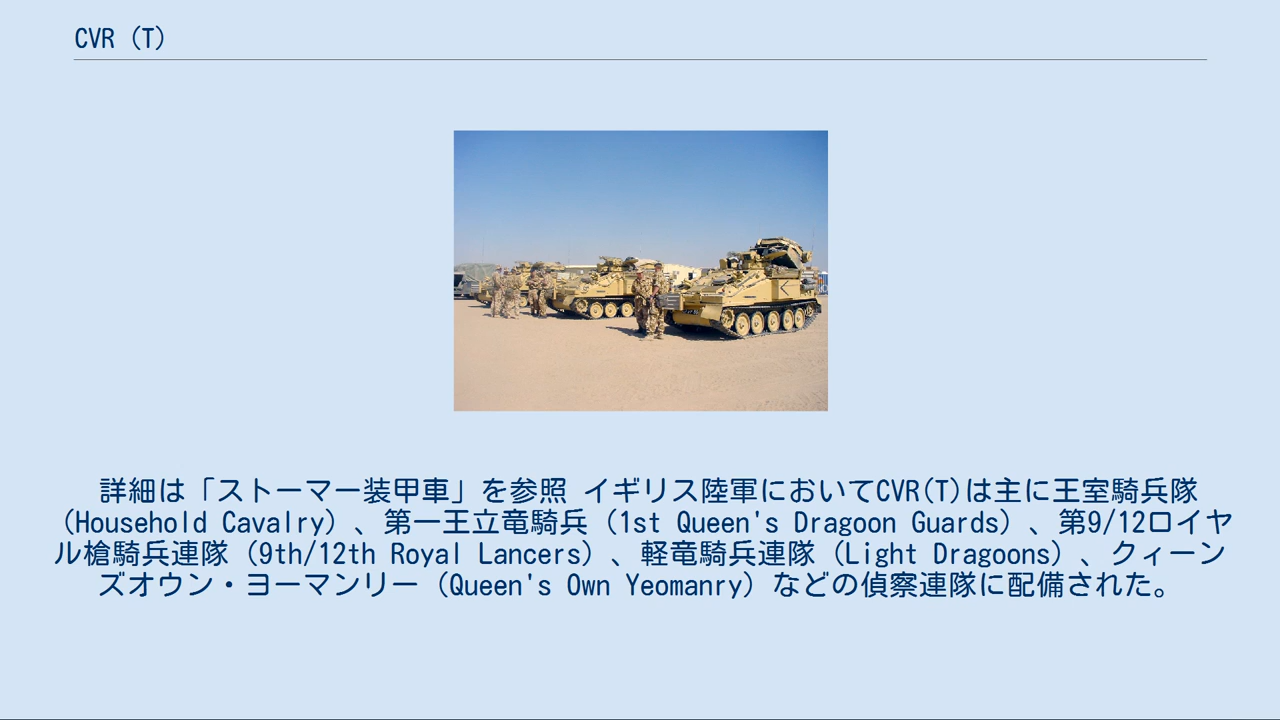 CVR（T）
詳細は「ストーマー装甲車」を参照 イギリス陸軍においてCVR(T)は主に王室騎兵隊
（Household Cavalry）、第一王立竜騎兵（1st Queen's Dragoon Guards）、第9/12ロイヤ
ル槍騎兵連隊（9th/12th Royal Lancers）、軽竜騎兵連隊（Light Dragoons）、クィーン
ズオウン・ヨーマンリー（Queen's Own Yeomanry）などの偵察連隊に配備された。